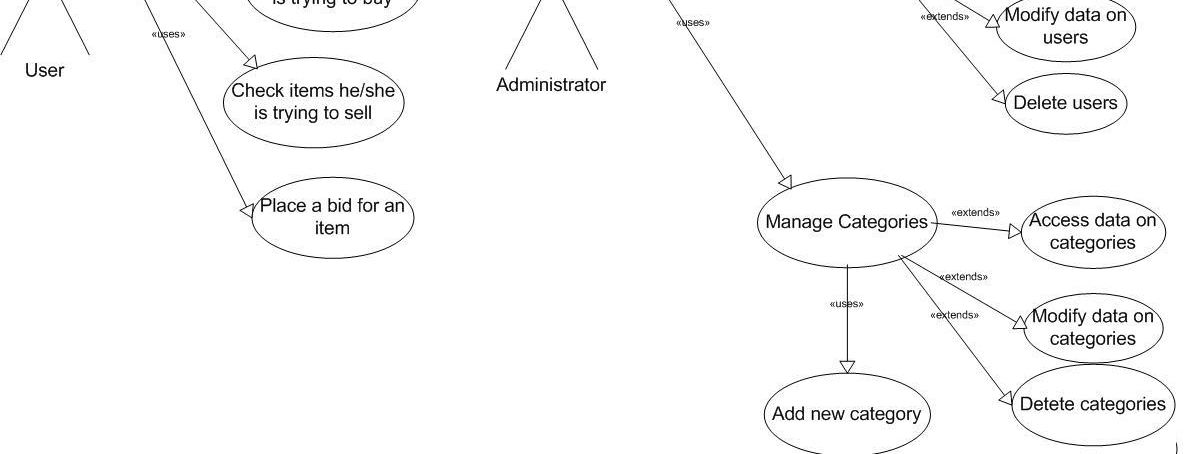 is trying to buy
«uses»
User
Check items he/she
is trying to sell
Place a bid for an
item
Administrator
«uses»
«extends»
Modify data on
users
Delete users
Manage Categories
«extends»
Access data on
categories
«extends»
«uses»
«extends»
Modify data on
categories
Detete categories
Add new category